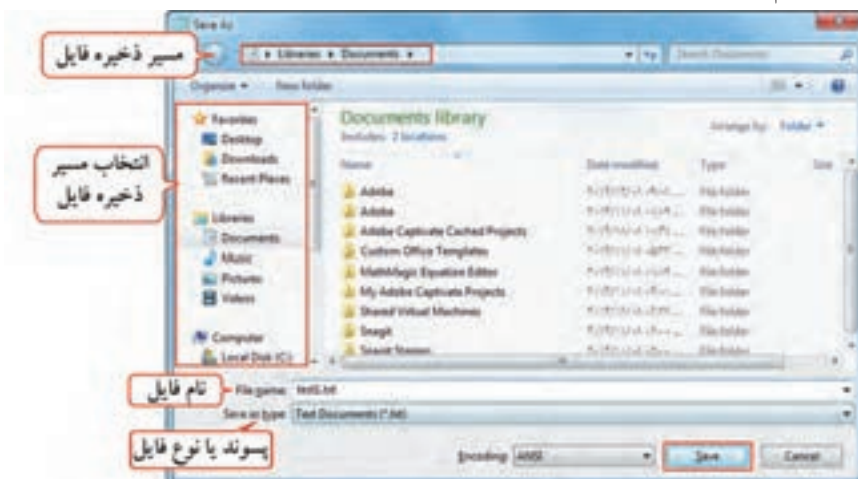 Save As
مسیر ذخیره فایل
Libraries ▸ Documents ▸
Search Documents
Organize
New folder
انتخاب مسیر
ذخیره فایل
Favorites
Desktop
Downloads
Recent Places
Libraries
Documents
Music
Pictures
Videos
Computer
Local Disk (C:)
Documents library
Includes: 2 locations
Arrange by: Folder
Name
Date modified
Type
Size
Adobe
File folder
Adobe
File folder
Adobe Captivate Cached Projects
File folder
Custom Office Templates
File folder
MathMagic Equation Editor
File folder
My Adobe Captivate Projects
File folder
Shared Virtual Machines
File folder
Snagit
File folder
Snagit Stamps
File folder
نام فایل
File name:
Save as type: Text Documents (*.txt)
پسوند یا نوع فایل
Encoding: ANSI
Save
Cancel